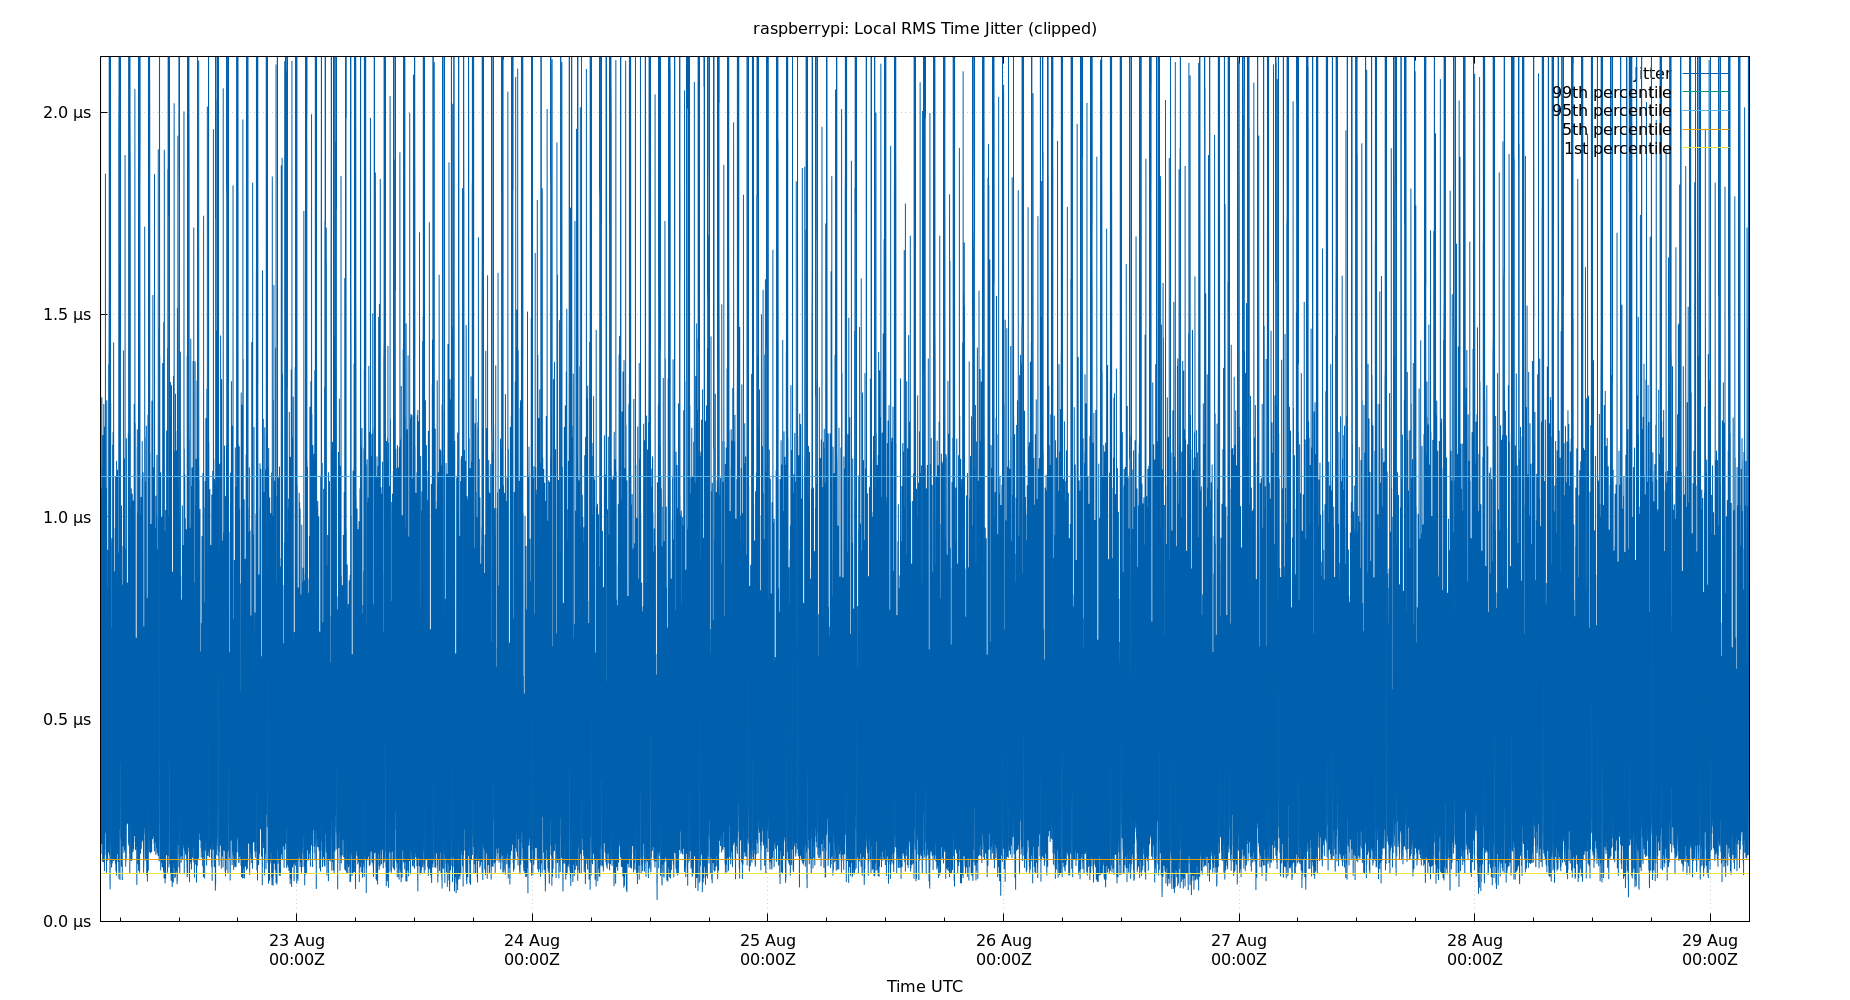 raspberrypi: Local RMS Time Jitter (clipped)
2.0 µs
1.5 µs
1.0 µs
0.5 µs
0.0 µs
jitter
99th percentile
95th percentile
5th percentile
1st percentile
23 Aug
00:00Z
24 Aug
00:00Z
25 Aug
00:00Z
26 Aug
00:00Z
27 Aug
00:00Z
28 Aug
00:00Z
29 Aug
00:00Z
Time UTC